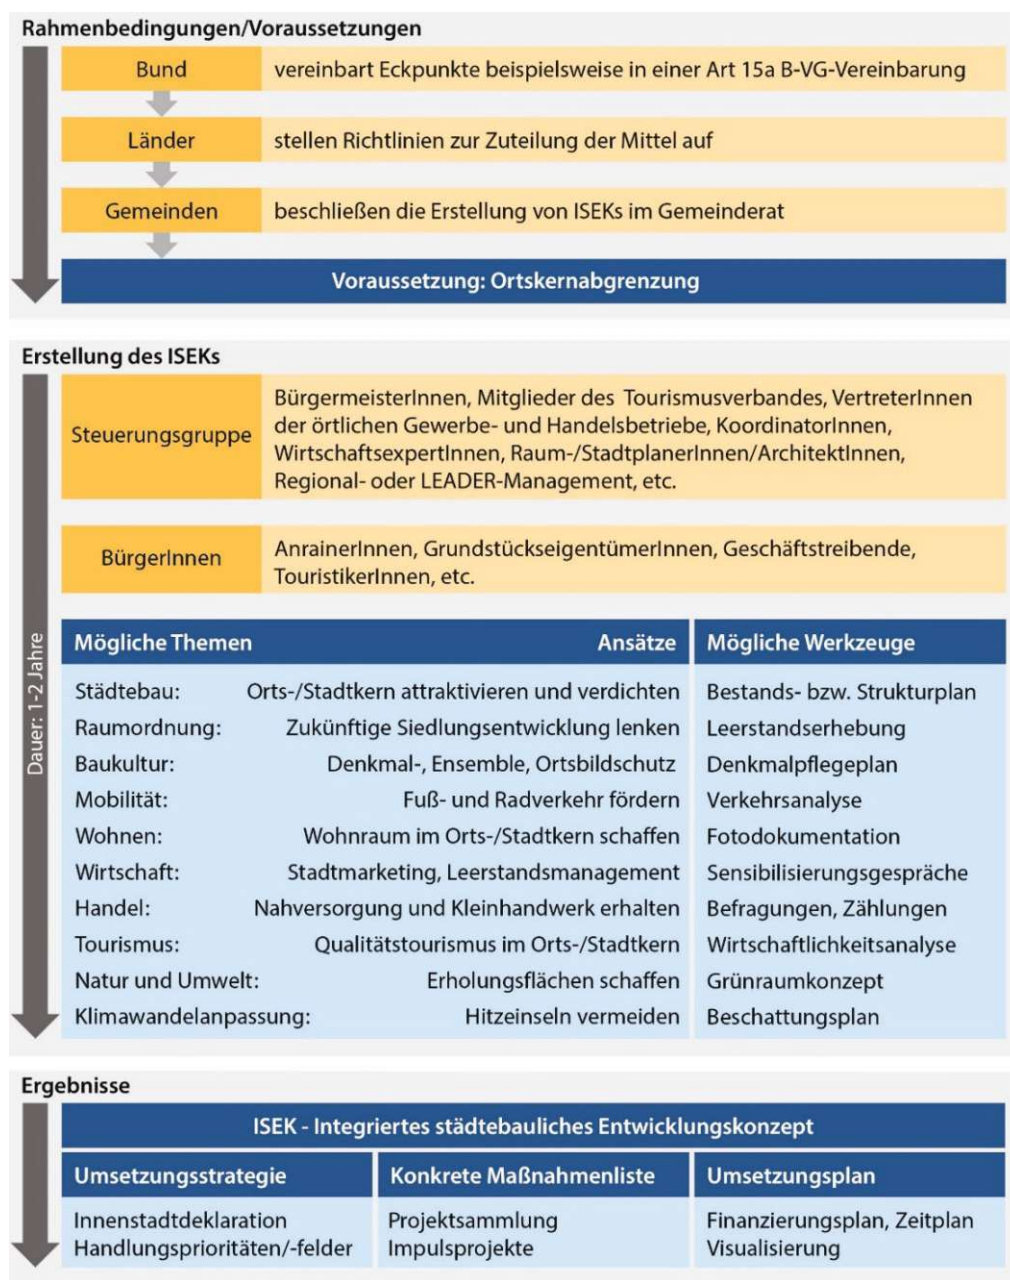 Rahmenbedingungen/Voraussetzungen
Bund
vereinbart Eckpunkte beispielsweise in einer Art 15a B-VG-Vereinbarung
Länder
stellen Richtlinien zur Zuteilung der Mittel auf
Gemeinden
beschließen die Erstellung von ISEKs im Gemeinderat
Voraussetzung: Ortskernabgrenzung
Erstellung des ISEKs
Dauer: 1-2 Jahre
Steuerungsgruppe
BürgermeisterInnen, Mitglieder des Tourismusverbandes, VertreterInnen
der örtlichen Gewerbe- und Handelsbetriebe, KoordinatorInnen,
WirtschaftsexpertInnen, Raum-/StadtplanerInnen/ArchitektInnen,
Regional- oder LEADER-Management, etc.
BürgerInnen
AnrainerInnen, GrundstückseigentümerInnen, Geschäftstreibende,
TouristikerInnen, etc.
Mögliche Themen Ansätze Mögliche Werkzeuge
Städtebau: Orts-/Stadtkern attraktivieren und verdichten Bestands- bzw. Strukturplan
Raumordnung: Zukünftige Siedlungsentwicklung lenken Leerstandserhebung
Baukultur: Denkmal-, Ensemble, Ortsbildschutz Denkmalpflegeplan
Mobilität: Fuß- und Radverkehr fördern Verkehrsanalyse
Wohnen: Wohnraum im Orts-/Stadtkern schaffen Fotodokumentation
Wirtschaft: Stadtmarketing, Leerstandsmanagement Sensibilisierungsgespräche
Handel: Nahversorgung und Kleinhandwerk erhalten Befragungen, Zählungen
Tourismus: Qualitätstourismus im Orts-/Stadtkern Wirtschaftlichkeitsanalyse
Natur und Umwelt: Erholungsflächen schaffen Grünraumkonzept
Klimawandelanpassung: Hitzeinseln vermeiden Beschattungsplan
Ergebnisse
ISEK - Integriertes städtebauliches Entwicklungskonzept
Umsetzungsstrategie Konkrete Maßnahmenliste Umsetzungsplan
Innenstadtdeklaration Projektsammlung Finanzierungsplan, Zeitplan
Handlungsprioritäten/-felder Impulsprojekte Visualisierung